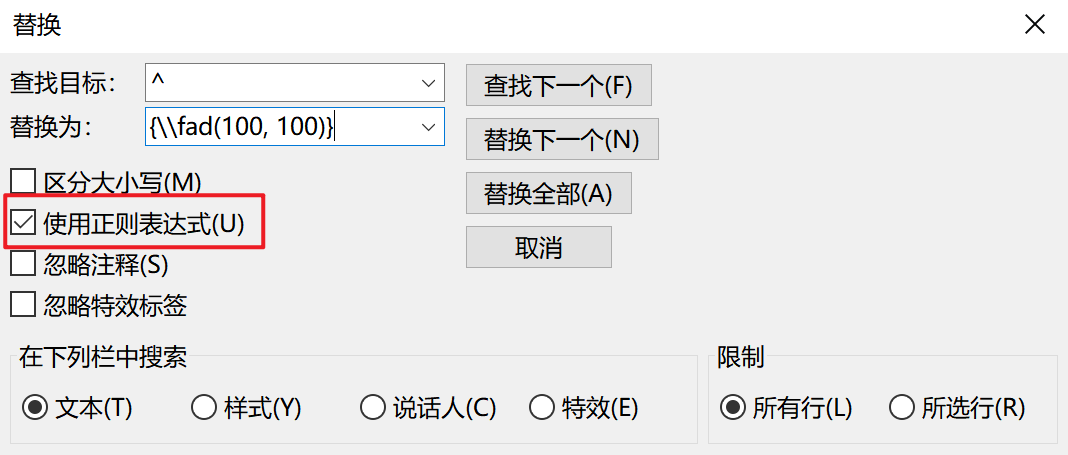 替换
查找目标：
^
查找下一个(F)
替换为：
{\\fad(100, 100)}
替换下一个(N)
区分大小写(M)
替换全部(A)
使用正则表达式(U)
取消
忽略注释(S)
忽略特效标签
在下列栏中搜索
限制
文本(T)
样式(Y)
说话人(C)
特效(E)
所有行(L)
所选行(R)